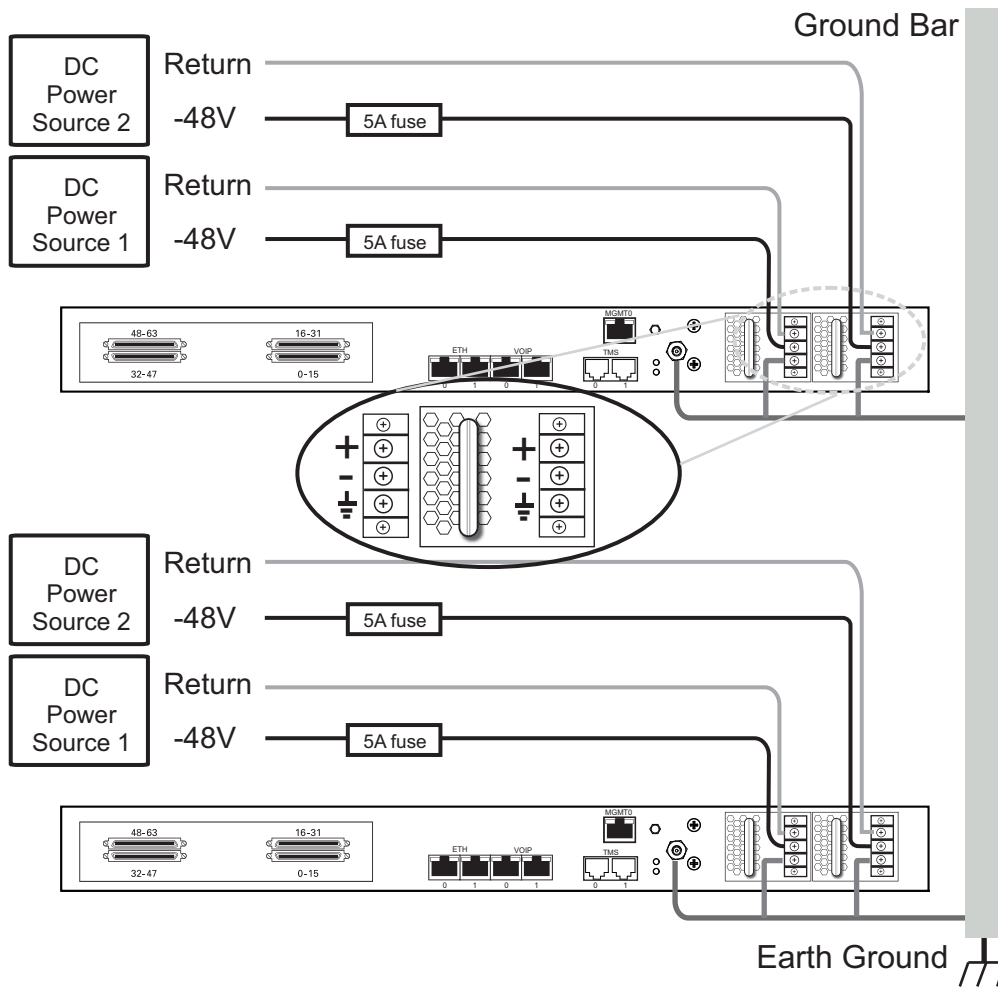 Ground Bar
DC
Power
Source 2
Return
-48V
5A fuse
DC
Power
Source 1
Return
-48V
5A fuse
48-63
32-47
16-31
0-15
ETH
VOIP
0 1 0 1
MGMT0
TMS
0 1
+
-
+
-
DC
Power
Source 2
Return
-48V
5A fuse
DC
Power
Source 1
Return
-48V
5A fuse
48-63
32-47
16-31
0-15
ETH
VOIP
0 1 0 1
MGMT0
TMS
0 1
Earth Ground